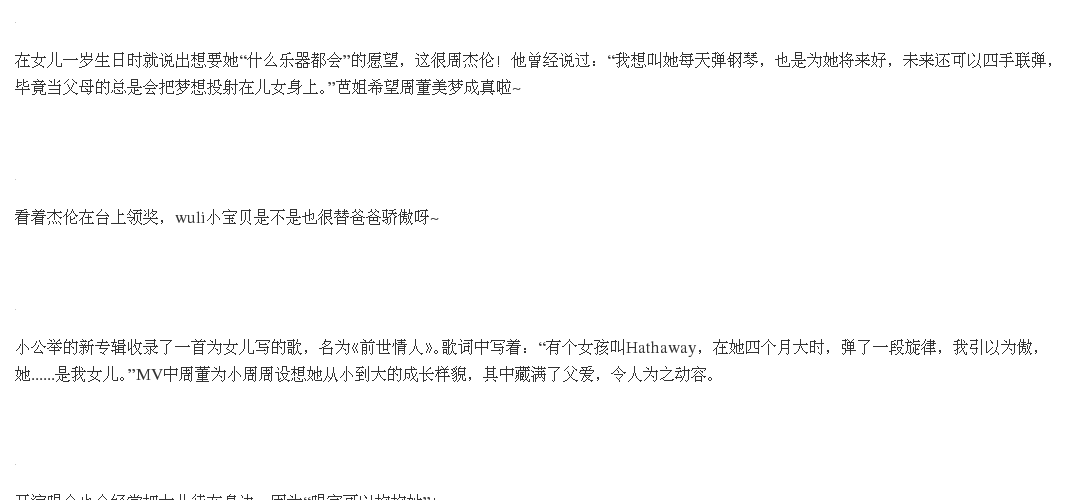 在女儿一岁生日时就说出想要她“什么乐器都会”的愿望，这很周杰伦！他曾经说过：“我想叫她每天弹钢琴，也是为她将来好，未来还可以四手联弹，
毕竟当父母的总是会把梦想投射在儿女身上。”芭姐希望周董美梦成真啦~
看着杰伦在台上领奖，wuli小宝贝是不是也很替爸爸骄傲呀~
小公举的新专辑收录了一首为女儿写的歌，名为《前世情人》。歌词中写着：“有个女孩叫Hathaway，在她四个月大时，弹了一段旋律，我引以为傲，
她......是我女儿。”MV中周董为小周周设想她从小到大的成长样貌，其中藏满了父爱，令人为之动容。